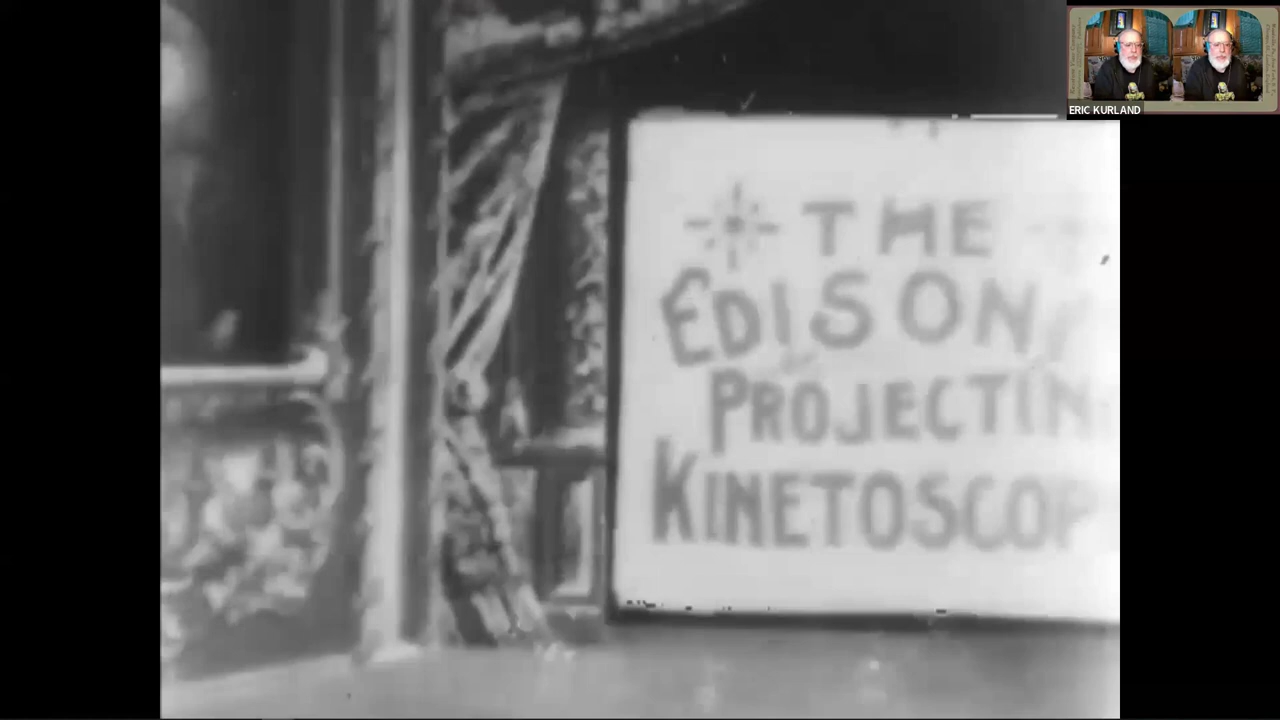 THE
EDISON
PROJECTIN
KINETOSCOP
ERIC KURLAND